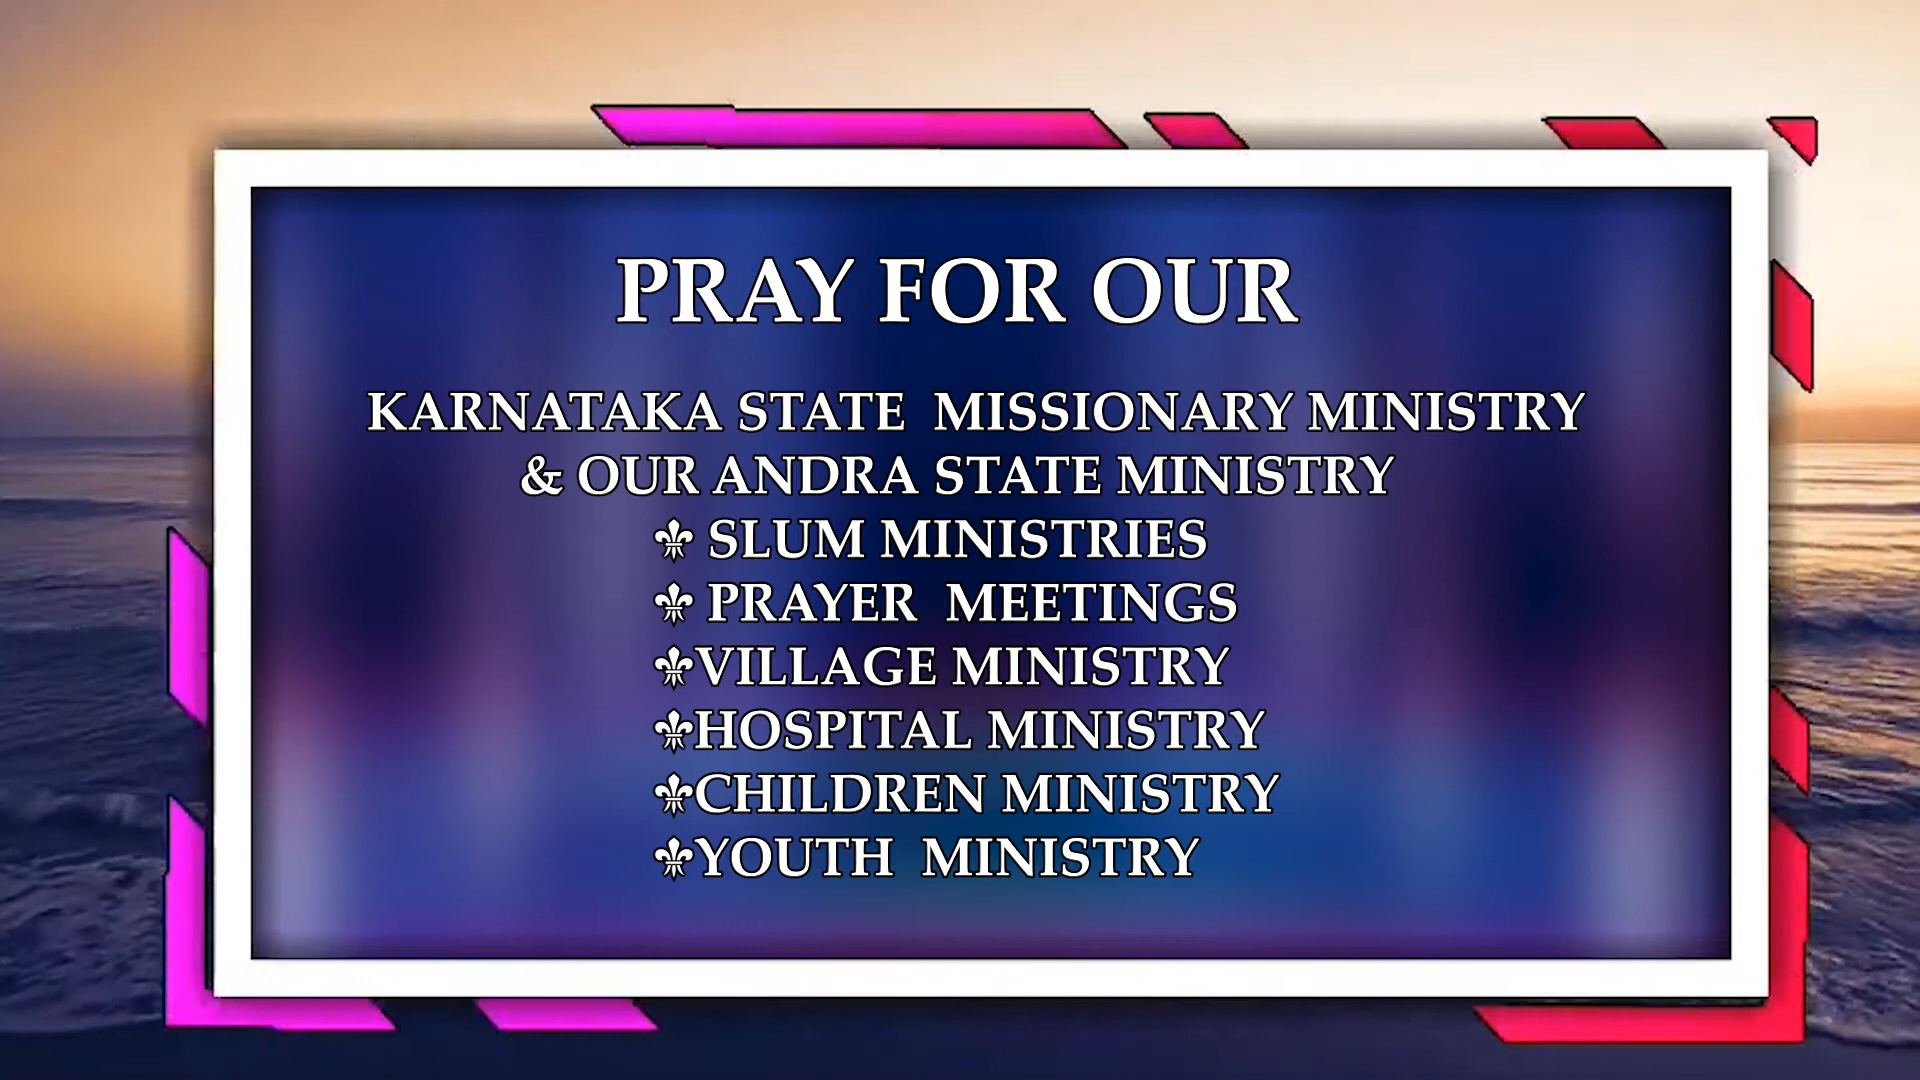 PRAY FOR OUR
KARNATAKA STATE MISSIONARY MINISTRY
& OUR ANDRA STATE MINISTRY
⚜ SLUM MINISTRIES
⚜ PRAYER MEETINGS
⚜VILLAGE MINISTRY
⚜HOSPITAL MINISTRY
⚜CHILDREN MINISTRY
⚜YOUTH MINISTRY